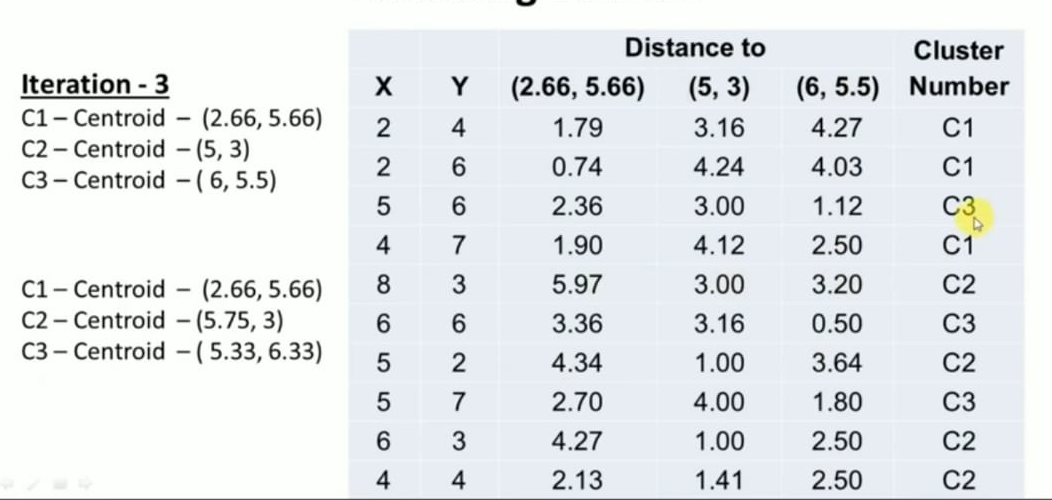 Iteration - 3
C1 – Centroid – (2.66, 5.66)
C2 – Centroid – (5, 3)
C3 – Centroid – ( 6, 5.5)
C1 – Centroid – (2.66, 5.66)
C2 – Centroid – (5.75, 3)
C3 – Centroid – ( 5.33, 6.33)
Distance to Cluster
X Y (2.66, 5.66) (5, 3) (6, 5.5) Number
2 4 1.79 3.16 4.27 C1
2 6 0.74 4.24 4.03 C1
5 6 2.36 3.00 1.12 C3
4 7 1.90 4.12 2.50 C1
8 3 5.97 3.00 3.20 C2
6 6 3.36 3.16 0.50 C3
5 2 4.34 1.00 3.64 C2
5 7 2.70 4.00 1.80 C3
6 3 4.27 1.00 2.50 C2
4 4 2.13 1.41 2.50 C2